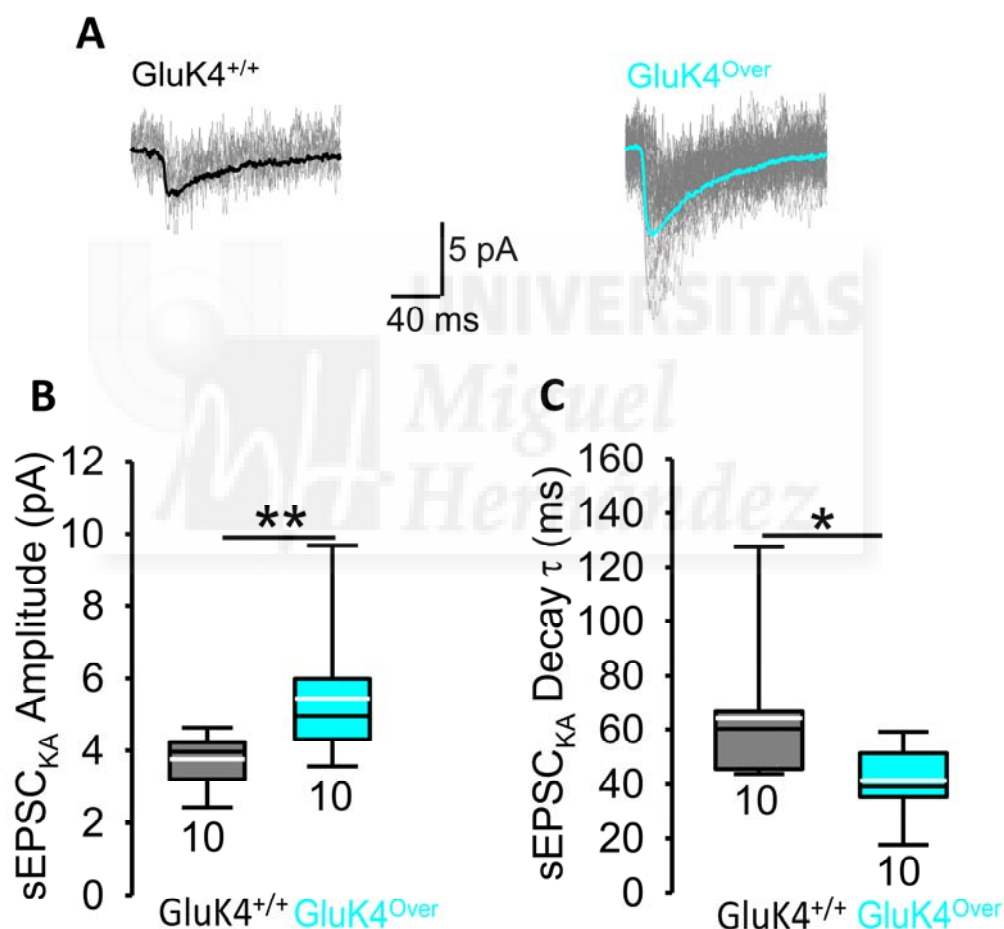 A
GluK4+/+
GluK4Over
5 pA
40 ms
UNIVERSITAS
Miguel
Hernández
B
sEPSCKA Amplitude (pA)
12
10
8
6
4
2
0
**
10
10
GluK4+/+ GluK4Over
C
sEPSCKA Decay τ (ms)
160
140
120
100
80
60
40
20
0
*
10
10
GluK4+/+ GluK4Over